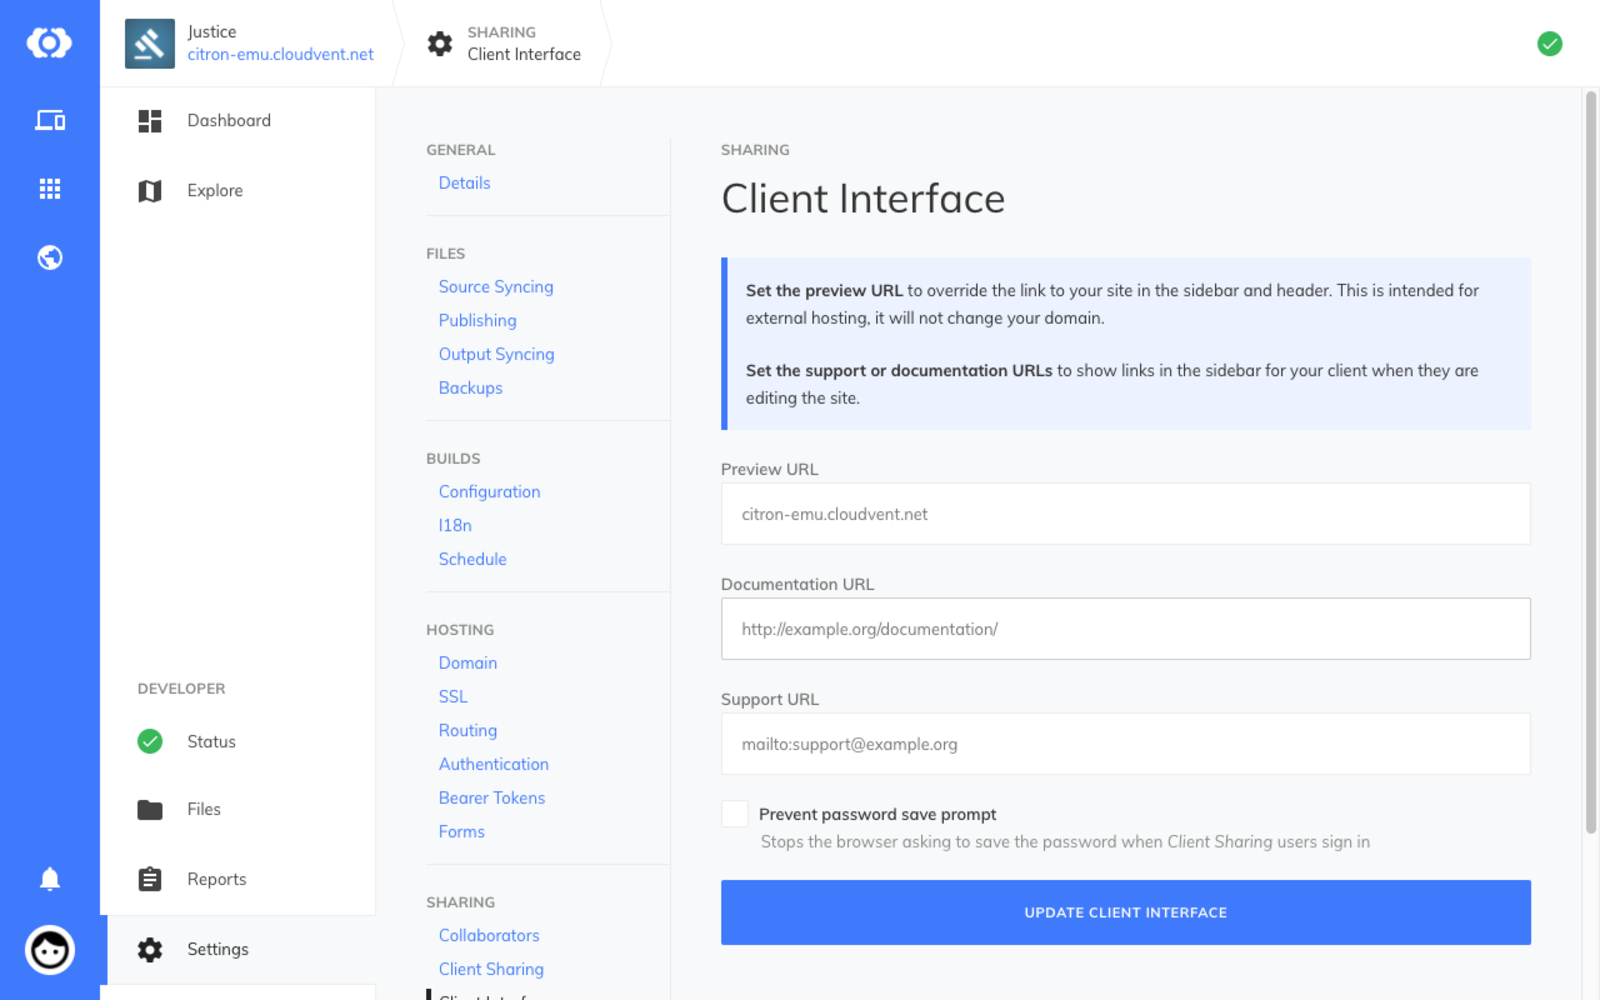 Justice
citron-emu.cloudvent.net
SHARING
Client Interface
Dashboard
Explore
DEVELOPER
Status
Files
Reports
Settings
GENERAL
Details
FILES
Source Syncing
Publishing
Output Syncing
Backups
BUILDS
Configuration
I18n
Schedule
HOSTING
Domain
SSL
Routing
Authentication
Bearer Tokens
Forms
SHARING
Collaborators
Client Sharing
Client Interf
SHARING
Client Interface
Set the preview URL to override the link to your site in the sidebar and header. This is intended for
external hosting, it will not change your domain.
Set the support or documentation URLs to show links in the sidebar for your client when they are
editing the site.
Preview URL
citron-emu.cloudvent.net
Documentation URL
http://example.org/documentation/
Support URL
mailto:support@example.org
Prevent password save prompt
Stops the browser asking to save the password when Client Sharing users sign in
UPDATE CLIENT INTERFACE